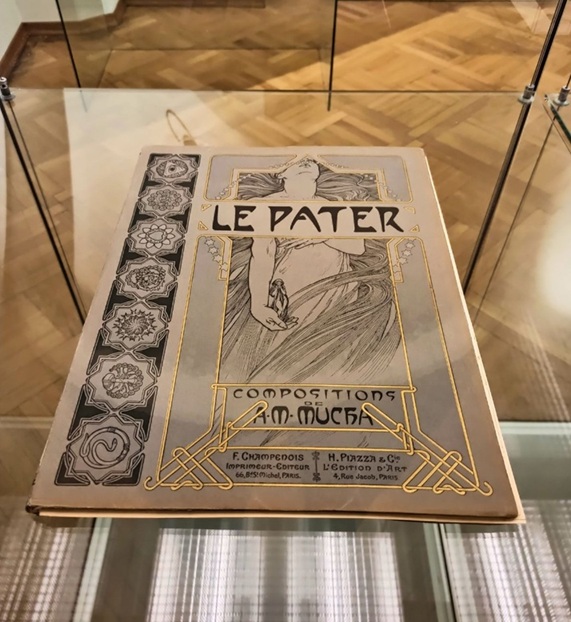 LE PATER
COMPOSITIONS
DE
A·M·MUCHA
F. CHAMPENOIS
IMPRIMEUR-EDITEUR
66, Bd St Michel, PARIS.
H. PIAZZA & Cie
L'EDITION D'ART
4, Rue Jacob, PARIS